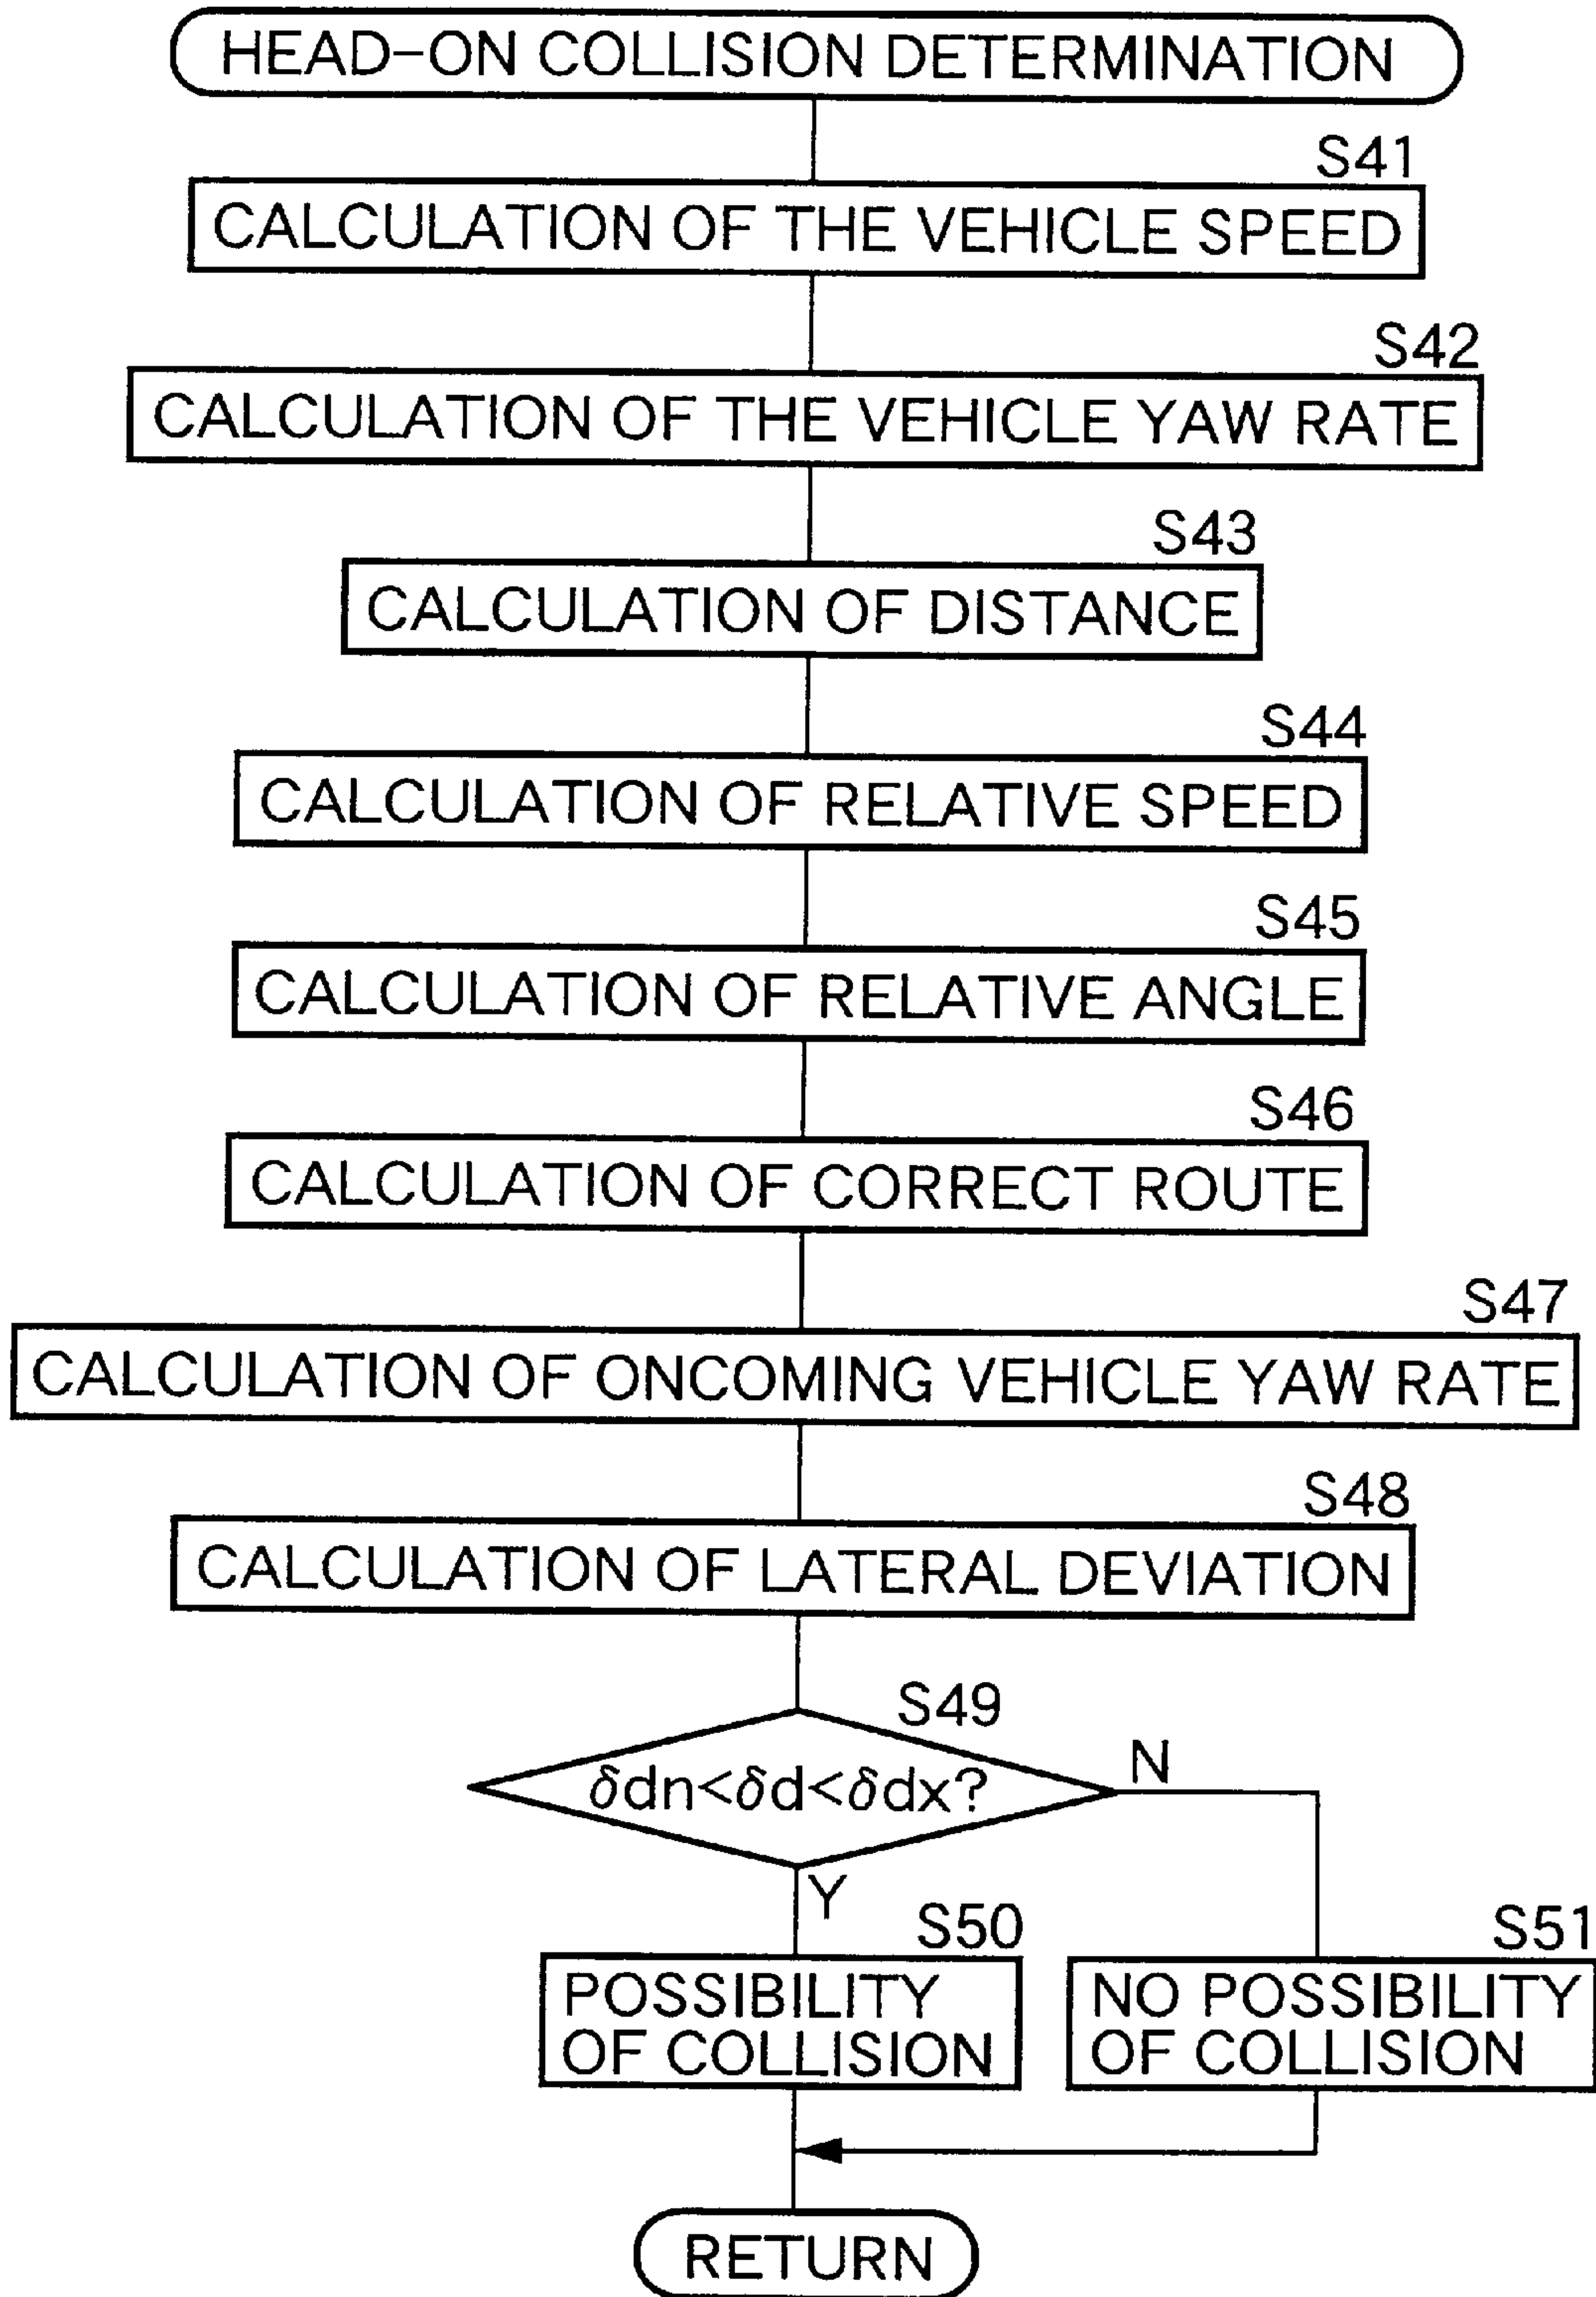 HEAD-ON COLLISION DETERMINATION
S41
CALCULATION OF THE VEHICLE SPEED
S42
CALCULATION OF THE VEHICLE YAW RATE
S43
CALCULATION OF DISTANCE
S44
CALCULATION OF RELATIVE SPEED
S45
CALCULATION OF RELATIVE ANGLE
S46
CALCULATION OF CORRECT ROUTE
S47
CALCULATION OF ONCOMING VEHICLE YAW RATE
S48
CALCULATION OF LATERAL DEVIATION
S49
δdn<δd<δdx?
N
Y
S50
POSSIBILITY
OF COLLISION
S51
NO POSSIBILITY
OF COLLISION
RETURN